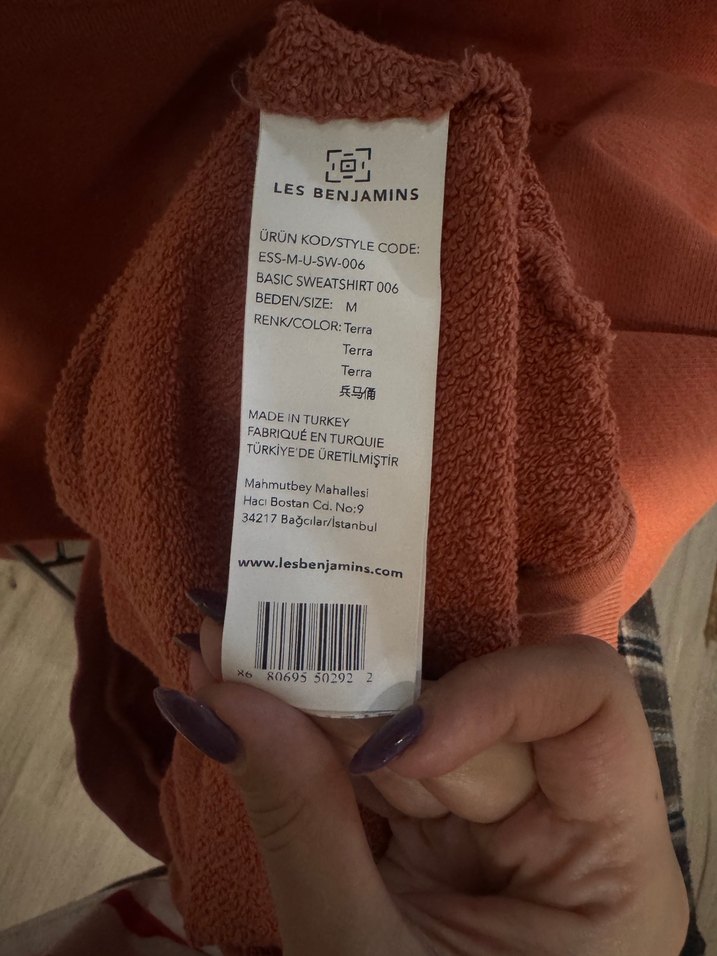 LES BENJAMINS
ÜRÜN KOD/STYLE CODE:
ESS-M-U-SW-006
BASIC SWEATSHIRT 006
BEDEN/SIZE: M
RENK/COLOR: Terra
Terra
Terra
兵马俑
MADE IN TURKEY
FABRIQUÉ EN TURQUIE
TÜRKİYE'DE ÜRETİLMİŞTİR
Mahmutbey Mahallesi
Hacı Bostan Cd. No:9
34217 Bağcılar/İstanbul
www.lesbenjamins.com
86 80695 50292 2